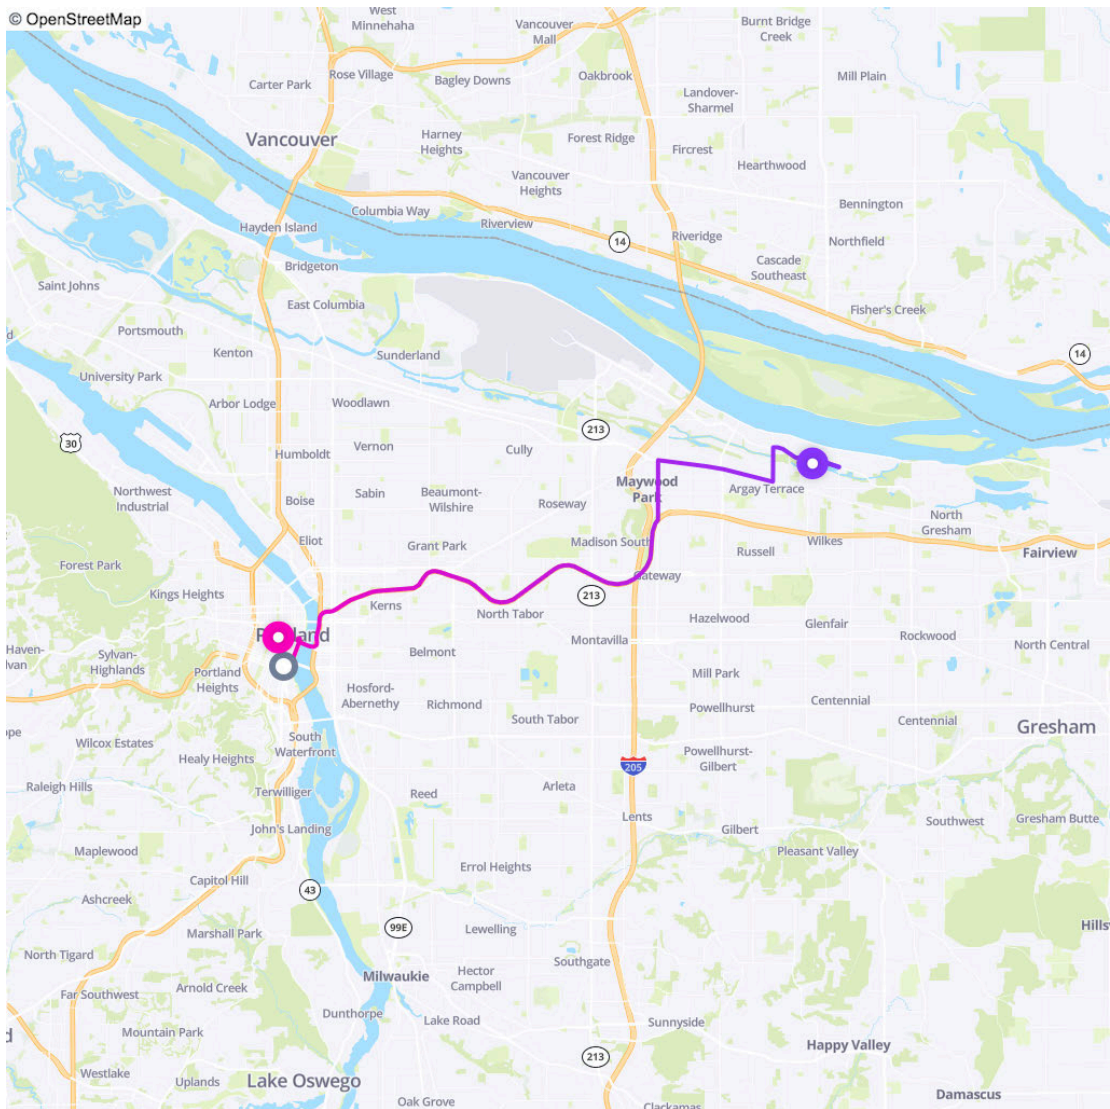 © OpenStreetMap
West
Minnehaha
Vancouver
Mall
Burnt Bridge
Creek
Carter Park
Rose Village
Bagley Downs
Oakbrook
Mill Plain
Landover-
Sharmel
Vancouver
Harney
Heights
Forest Ridge
Fircrest
Hearthwood
Vancouver
Heights
Bennington
Columbia Way
Hayden Island
Riverview
14
Riveridge
Northfield
Cascade
Southeast
Bridgeton
Saint Johns
East Columbia
Fisher's Creek
Portsmouth
Kenton
Sunderland
14
University Park
Arbor Lodge
Woodlawn
30
213
Humboldt
Vernon
Cully
Northwest
Industrial
Boise
Sabin
Beaumont-
Wilshire
Roseway
Maywood
Park
Argay Terrace
North
Gresham
Eliot
Grant Park
Madison South
Russell
Wilkes
Fairview
Forest Park
Kings Heights
Kerns
North Tabor
213
Gateway
Hazelwood
Glenfair
Rockwood
North Central
Haven-
Sylvan-
Highlands
Portland
Heights
Belmont
Montavilla
Mill Park
Hosford-
Abernethy
Richmond
South Tabor
Powellhurst
Centennial
Centennial
Gresham
Wilcox Estates
Healy Heights
South
Waterfront
Powellhurst-
Gilbert
205
Raleigh Hills
Terwilliger
Reed
Arleta
Lents
Gilbert
Southwest
Gresham Butte
John's Landing
Maplewood
Pleasant Valley
Capitol Hill
43
Errol Heights
Ashcreek
Marshall Park
99E
Lewelling
North Tigard
Milwaukie
Hector
Campbell
Southgate
Far Southwest
Arnold Creek
Dunthorpe
Lake Road
Sunnyside
Mountain Park
213
Happy Valley
Westlake
Uplands
Lake Oswego
Oak Grove
Clackamas
Damascus